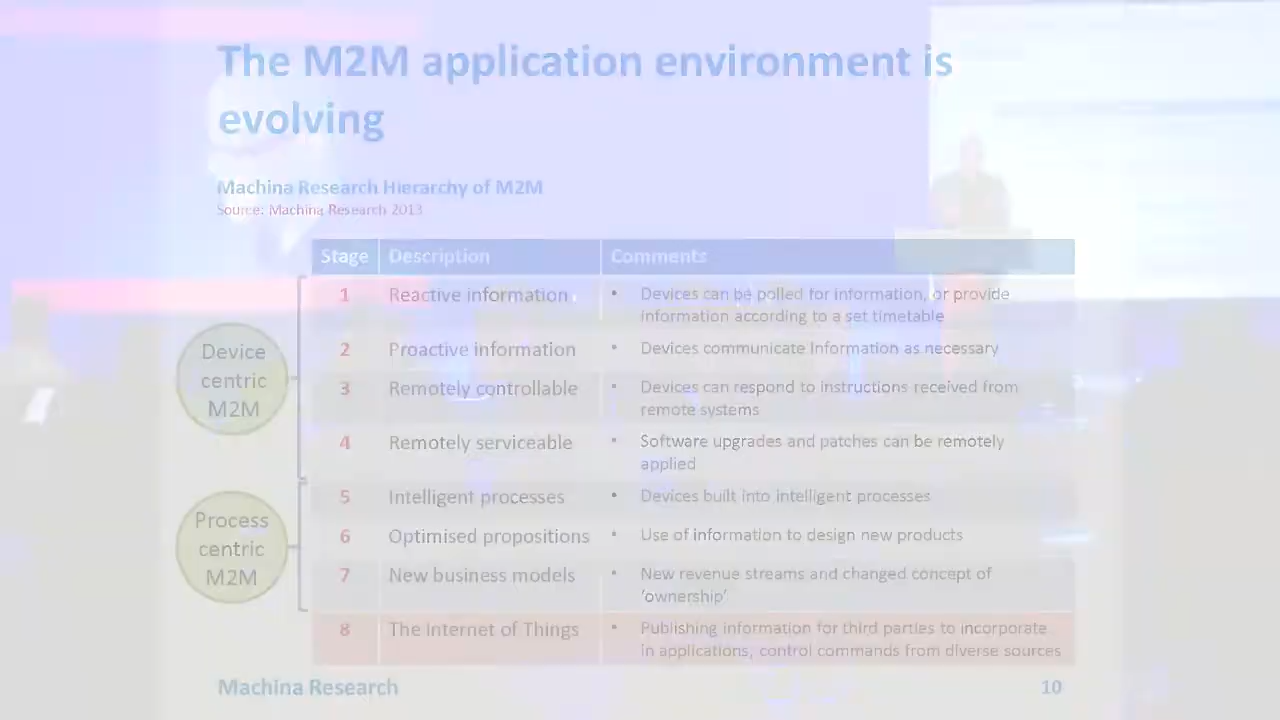 The M2M application environment is
evolving
Machina Research Hierarchy of M2M
Source: Machina Research 2013
Stage Description Comments
1 Reactive information • Devices can be polled for information, or provide
information according to a set timetable
2 Proactive information • Devices communicate information as necessary
3 Remotely controllable • Devices can respond to instructions received from
remote systems
4 Remotely serviceable • Software upgrades and patches can be remotely
applied
5 Intelligent processes • Devices built into intelligent processes
6 Optimised propositions • Use of information to design new products
7 New business models • New revenue streams and changed concept of
‘ownership’
8 The Internet of Things • Publishing information for third parties to incorporate
in applications, control commands from diverse sources
Device
centric
M2M
Process
centric
M2M
Machina Research 10